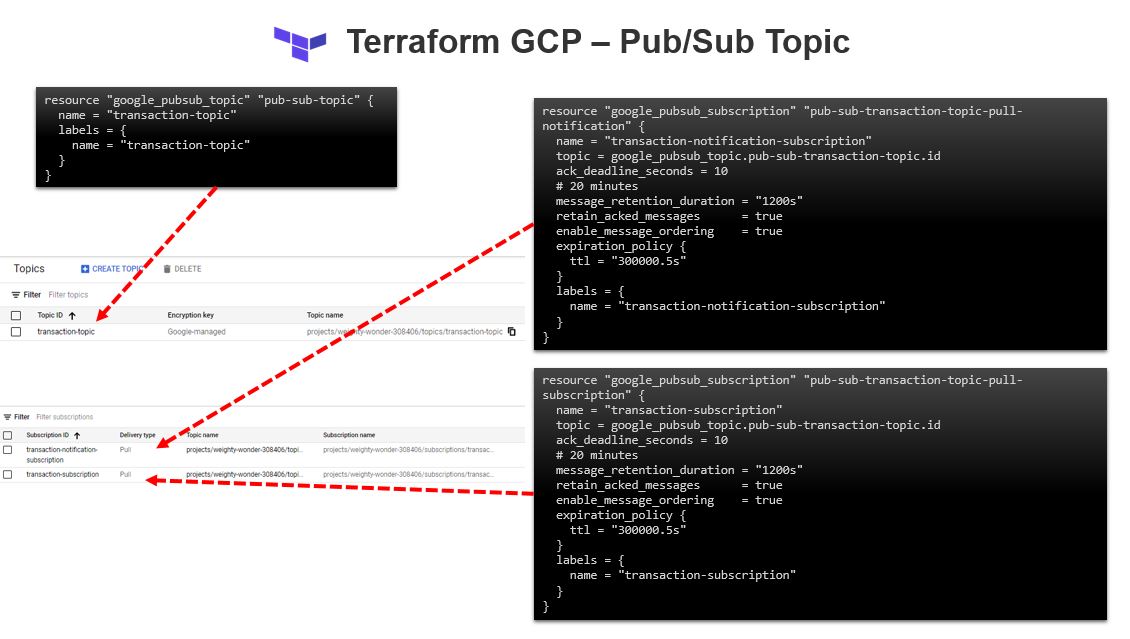 Terraform GCP – Pub/Sub Topic
resource "google_pubsub_topic" "pub-sub-topic" {
name = "transaction-topic"
labels = {
name = "transaction-topic"
}
}
Topics CREATE TOPIC DELETE
Filter Filter topics
Topic ID Encryption key Topic name
transaction-topic Google-managed projects/weighty-wonder-308406/topics/transaction-topic
Filter Filter subscriptions
Subscription ID Delivery type Topic name Subscription name
transaction-notification- Pull projects/weighty-wonder-308406/topi... projects/weighty-wonder-308406/subscriptions/transac...
subscription
transaction-subscription Pull projects/weighty-wonder-308406/topi... projects/weighty-wonder-308406/subscriptions/transac...
resource "google_pubsub_subscription" "pub-sub-transaction-topic-pull-
notification" {
name = "transaction-notification-subscription"
topic = google_pubsub_topic.pub-sub-transaction-topic.id
ack_deadline_seconds = 10
# 20 minutes
message_retention_duration = "1200s"
retain_acked_messages = true
enable_message_ordering = true
expiration_policy {
ttl = "300000.5s"
}
labels = {
name = "transaction-notification-subscription"
}
}
resource "google_pubsub_subscription" "pub-sub-transaction-topic-pull-
subscription" {
name = "transaction-subscription"
topic = google_pubsub_topic.pub-sub-transaction-topic.id
ack_deadline_seconds = 10
# 20 minutes
message_retention_duration = "1200s"
retain_acked_messages = true
enable_message_ordering = true
expiration_policy {
ttl = "300000.5s"
}
labels = {
name = "transaction-subscription"
}
}